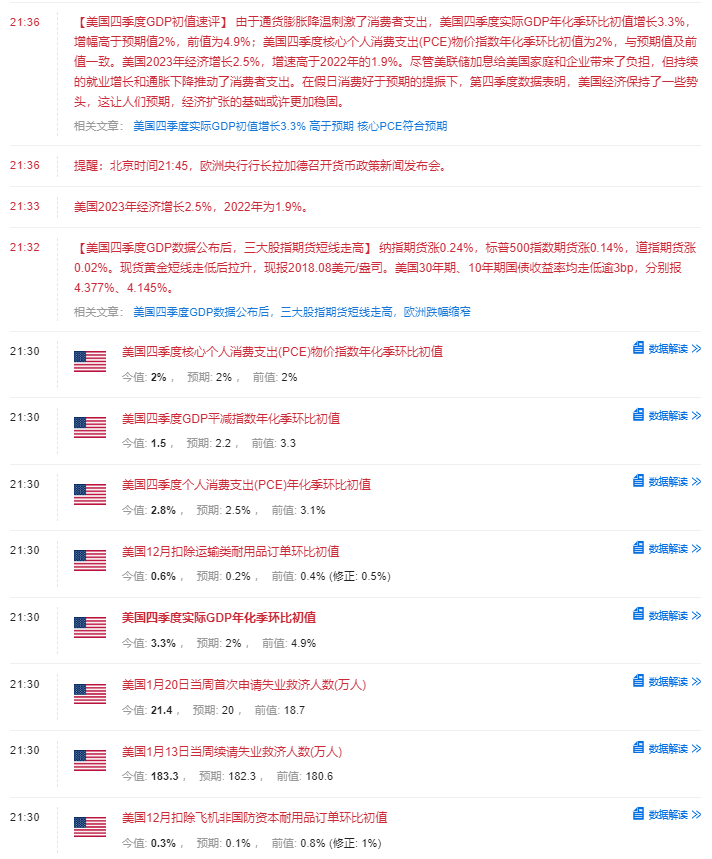 21:36 【美国四季度GDP初值速评】 由于通货膨胀降温刺激了消费者支出，美国四季度实际GDP年化季环比初值增长3.3%，
增幅高于预期值2%，前值为4.9%；美国四季度核心个人消费支出(PCE)物价指数年化季环比初值为2%，与预期值及前
值一致。美国2023年经济增长2.5%，增速高于2022年的1.9%。尽管美联储加息给美国家庭和企业带来了负担，但持续
的就业增长和通胀下降推动了消费者支出。在假日消费好于预期的提振下，第四季度数据表明，美国经济保持了一些势
头，这让人们预期，经济扩张的基础或许更加稳固。
相关文章： 美国四季度实际GDP初值增长3.3% 高于预期 核心PCE符合预期
21:36 提醒：北京时间21:45，欧洲央行行长拉加德召开货币政策新闻发布会。
21:33 美国2023年经济增长2.5%，2022年为1.9%。
21:32 【美国四季度GDP数据公布后，三大股指期货短线走高】 纳指期货涨0.24%，标普500指数期货涨0.14%，道指期货涨
0.02%。现货黄金短线走低后拉升，现报2018.08美元/盎司。美国30年期、10年期国债收益率均走低逾3bp，分别报
4.377%、4.145%。
相关文章： 美国四季度GDP数据公布后，三大股指期货短线走高，欧洲跌幅缩窄
21:30 美国四季度核心个人消费支出(PCE)物价指数年化季环比初值 数据解读
今值: 2%， 预期: 2%， 前值: 2%
21:30 美国四季度GDP平减指数年化季环比初值 数据解读
今值: 1.5， 预期: 2.2， 前值: 3.3
21:30 美国四季度个人消费支出(PCE)年化季环比初值 数据解读
今值: 2.8%， 预期: 2.5%， 前值: 3.1%
21:30 美国12月扣除运输类耐用品订单环比初值 数据解读
今值: 0.6%， 预期: 0.2%， 前值: 0.4% (修正: 0.5%)
21:30 美国四季度实际GDP年化季环比初值 数据解读
今值: 3.3%， 预期: 2%， 前值: 4.9%
21:30 美国1月20日当周首次申请失业救济人数(万人) 数据解读
今值: 21.4， 预期: 20， 前值: 18.7
21:30 美国1月13日当周续请失业救济人数(万人) 数据解读
今值: 183.3， 预期: 182.3， 前值: 180.6
21:30 美国12月扣除飞机非国防资本耐用品订单环比初值 数据解读
今值: 0.3%， 预期: 0.1%， 前值: 0.8% (修正: 1%)